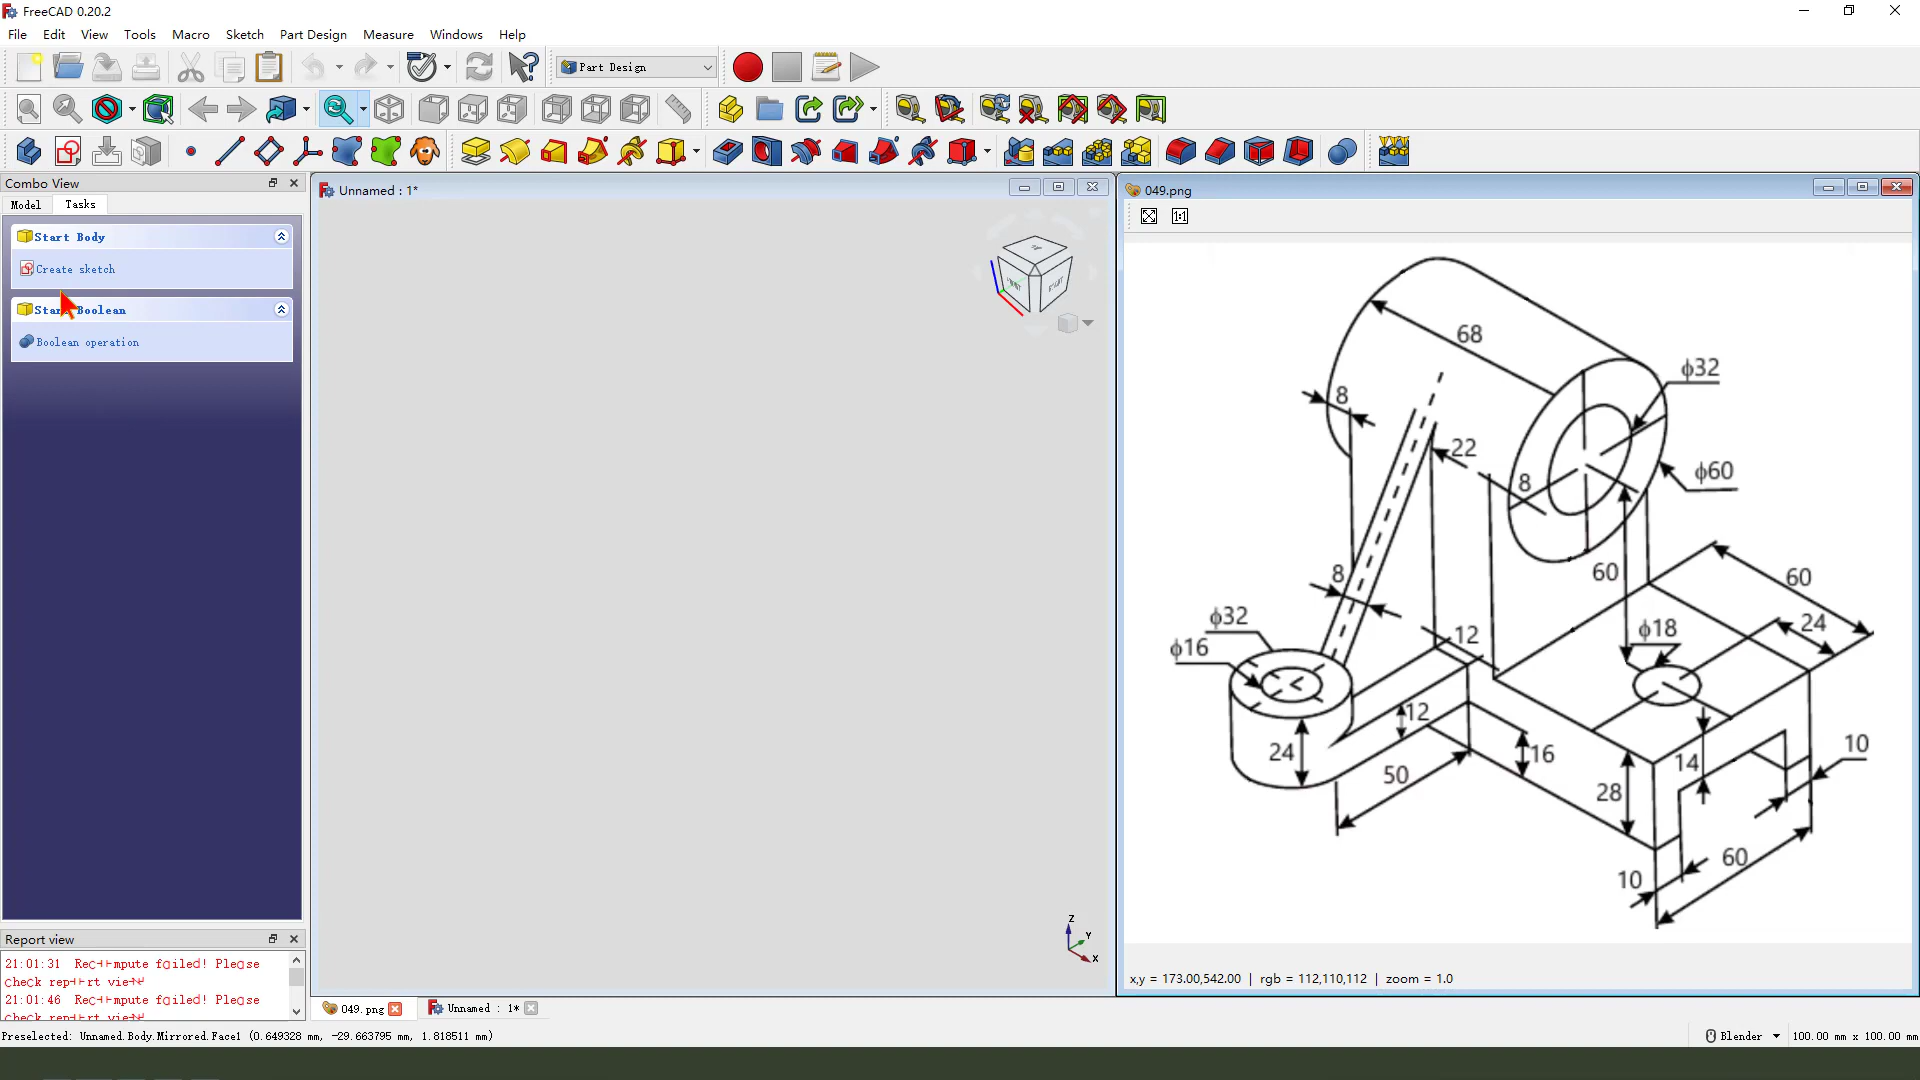 FreeCAD 0.20.2
File Edit View Tools Macro Sketch Part Design Measure Windows Help
Part Design
Combo View
Model Tasks
Start Body
Create sketch
Boolean
Boolean operation
Report view
21:01:31
21:01:46
Unnamed : 1*
TOP
FRONT
RIGHT
Z
Y
X
049.png
1:1
68
ϕ32
8
22
ϕ60
8
60
60
8
ϕ32
24
ϕ18
12
ϕ16
12
24
16
14
10
50
28
60
10
x,y = 173.00,542.00 | rgb = 112,110,112 | zoom = 1.0
049.png Unnamed : 1*
Preselected: Unnamed.Body.Mirrored.Face1 (0.649328 mm, -29.663795 mm, 1.818511 mm)
Blender 100.00 mm x 100.00 mm